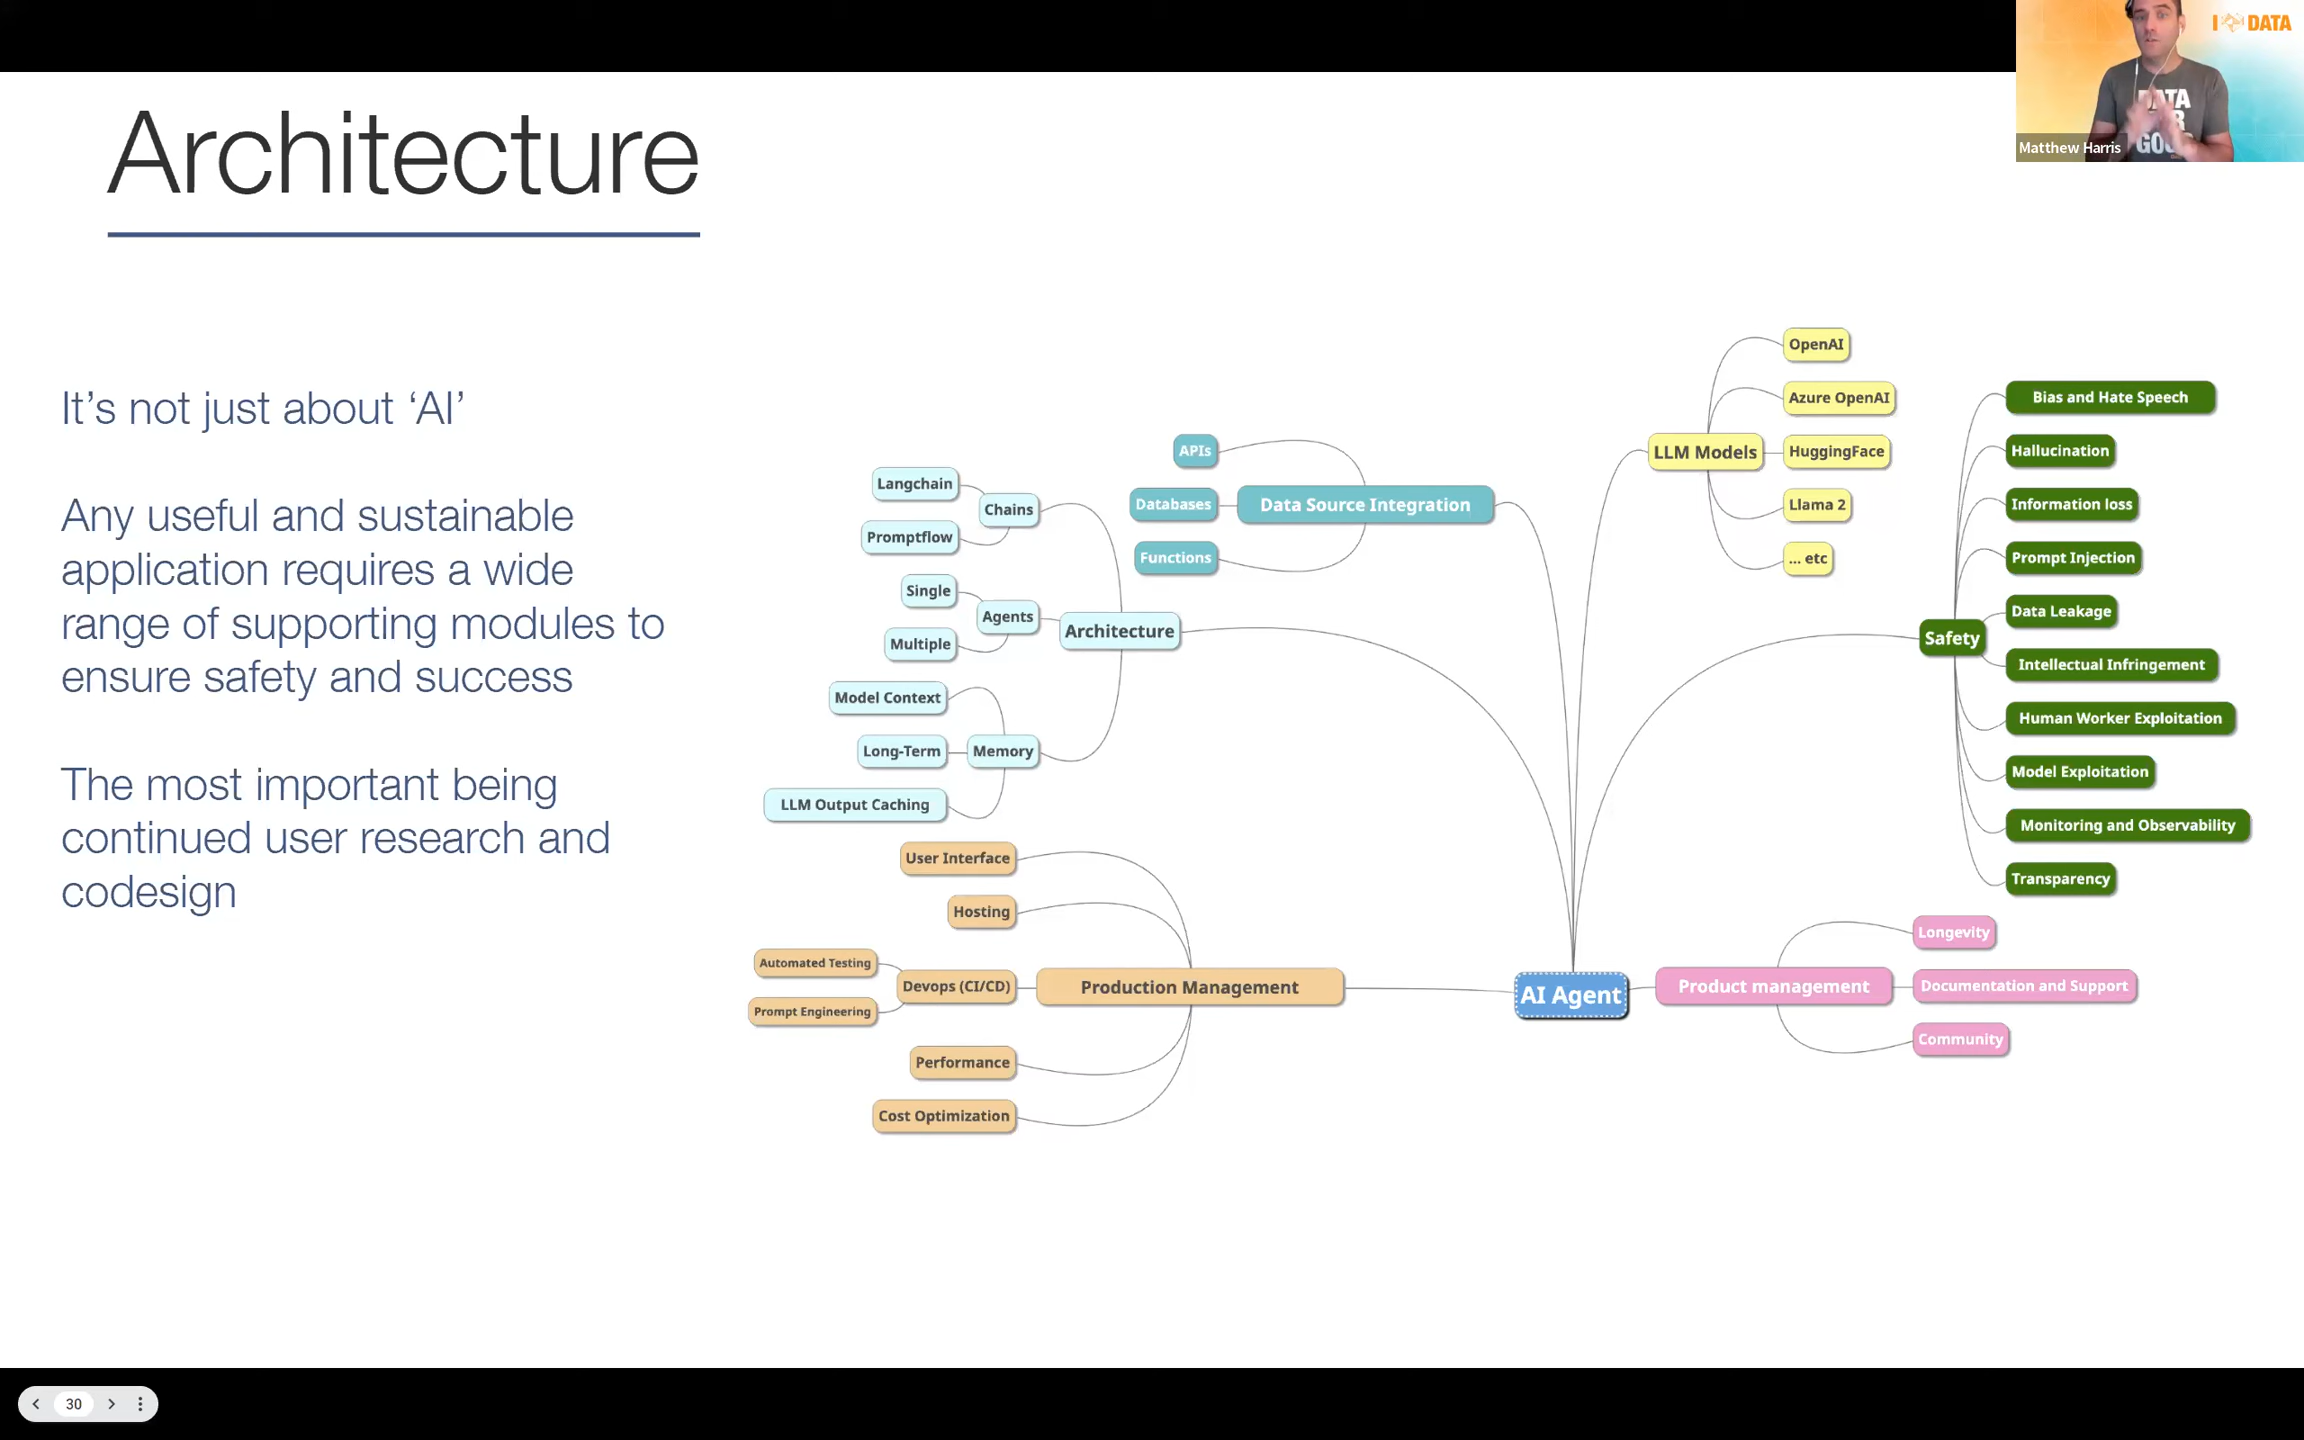 I DATA
DATA
GOO
Matthew Harris
Architecture
It's not just about ‘AI’
Any useful and sustainable
application requires a wide
range of supporting modules to
ensure safety and success
The most important being
continued user research and
codesign
AI Agent
Data Source Integration
APIs
Databases
Functions
Architecture
Chains
Langchain
Promptflow
Agents
Single
Multiple
Memory
Model Context
Long-Term
LLM Output Caching
Production Management
User Interface
Hosting
Devops (CI/CD)
Automated Testing
Prompt Engineering
Performance
Cost Optimization
LLM Models
OpenAI
Azure OpenAI
HuggingFace
Llama 2
... etc
Safety
Bias and Hate Speech
Hallucination
Information loss
Prompt Injection
Data Leakage
Intellectual Infringement
Human Worker Exploitation
Model Exploitation
Monitoring and Observability
Transparency
Product management
Longevity
Documentation and Support
Community
30